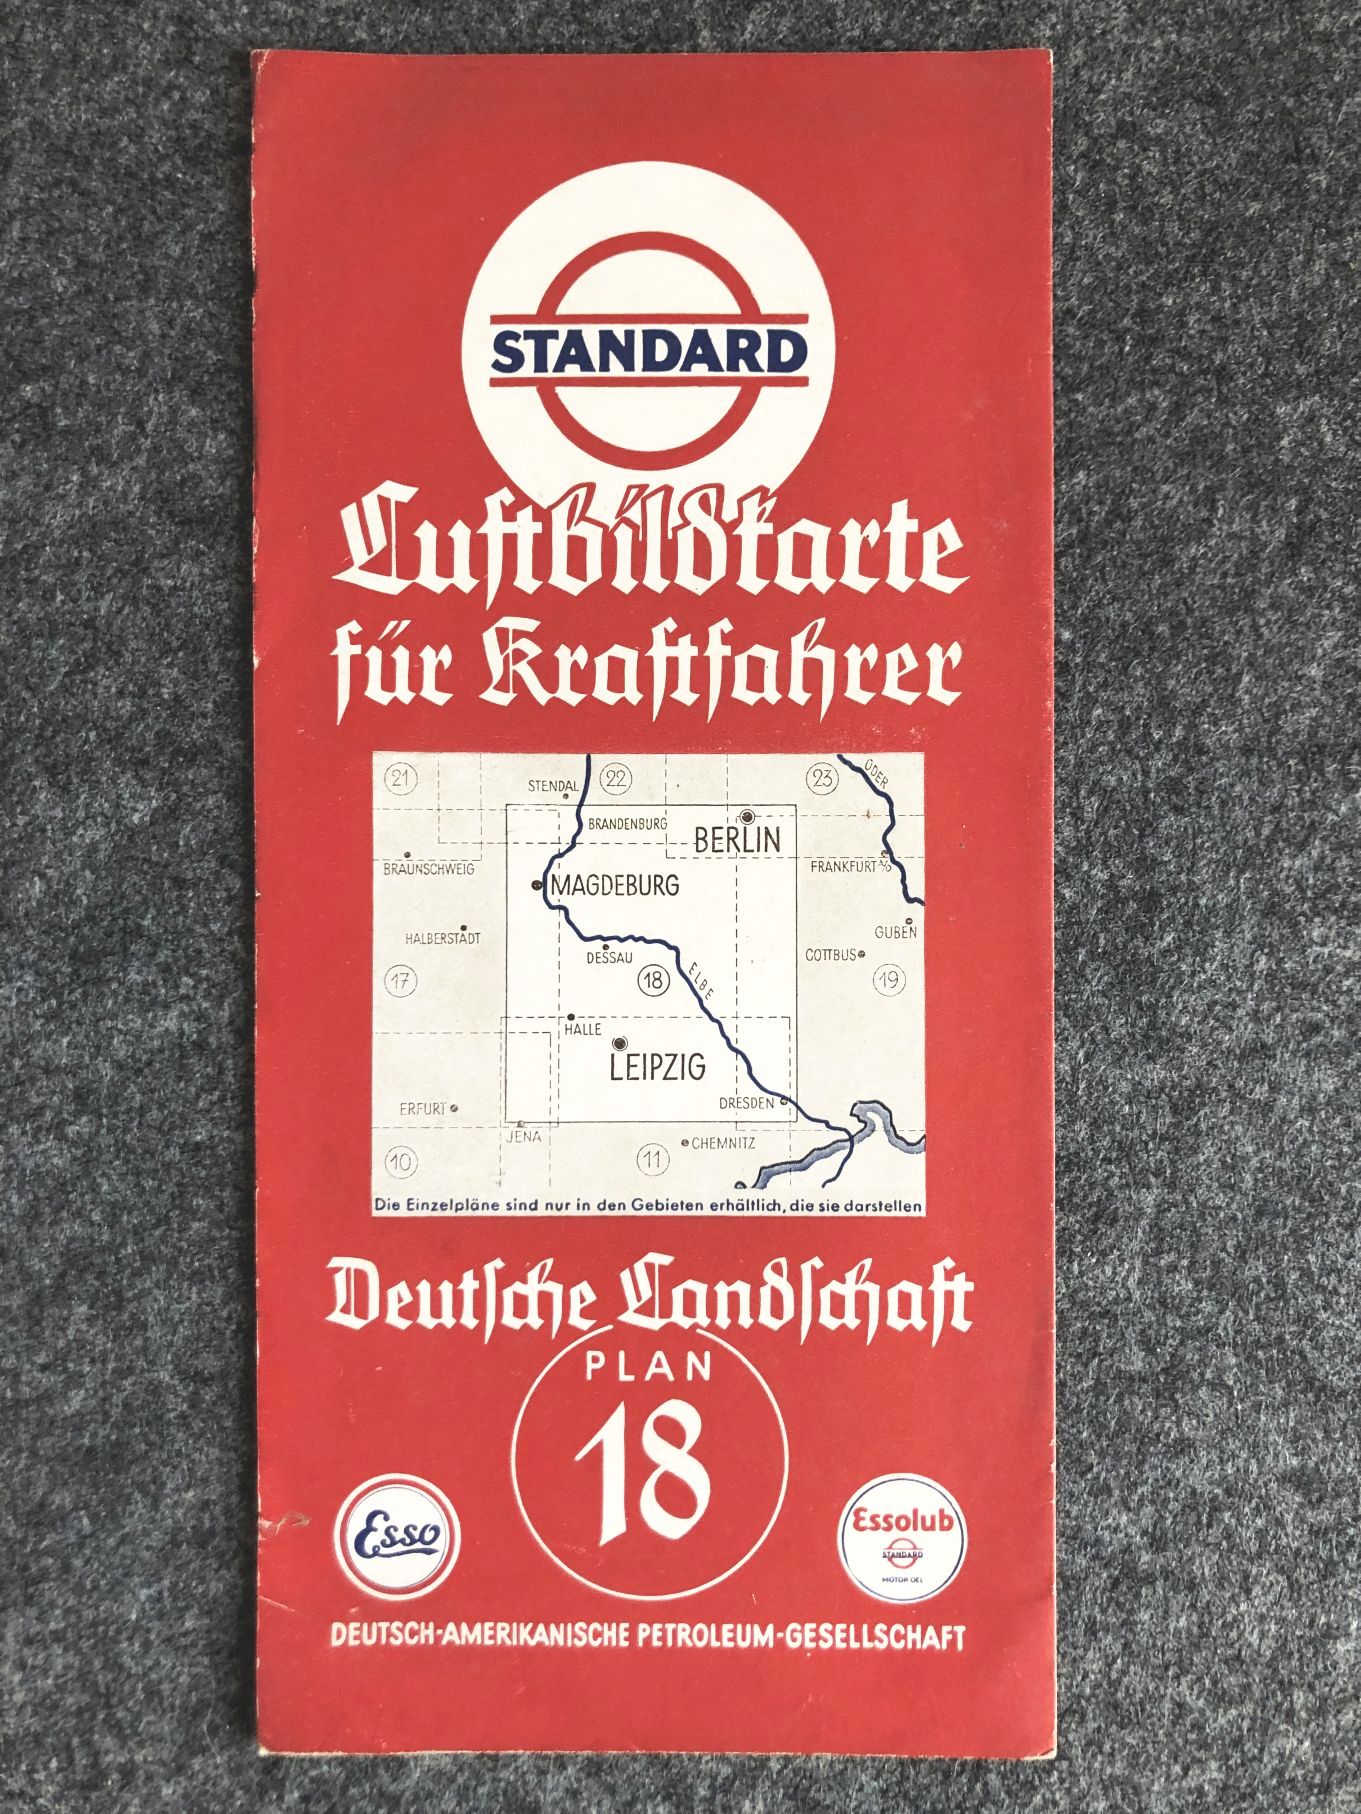 STANDARD
Luftbildkarte
für Kraftfahrer
21
22
23
ODER
STENDAL
BRANDENBURG
BERLIN
BRAUNSCHWEIG
FRANKFURT a/O
MAGDEBURG
GUBEN
HALBERSTADT
COTTBUS
DESSAU
17
18
ELBE
19
HALLE
LEIPZIG
ERFURT
DRESDEN
JENA
CHEMNITZ
10
11
Die Einzelpläne sind nur in den Gebieten erhältlich, die sie darstellen
Deutsche Landschaft
PLAN
18
Esso
Essolub
STANDARD
MOTOR OEL
DEUTSCH-AMERIKANISCHE PETROLEUM-GESELLSCHAFT